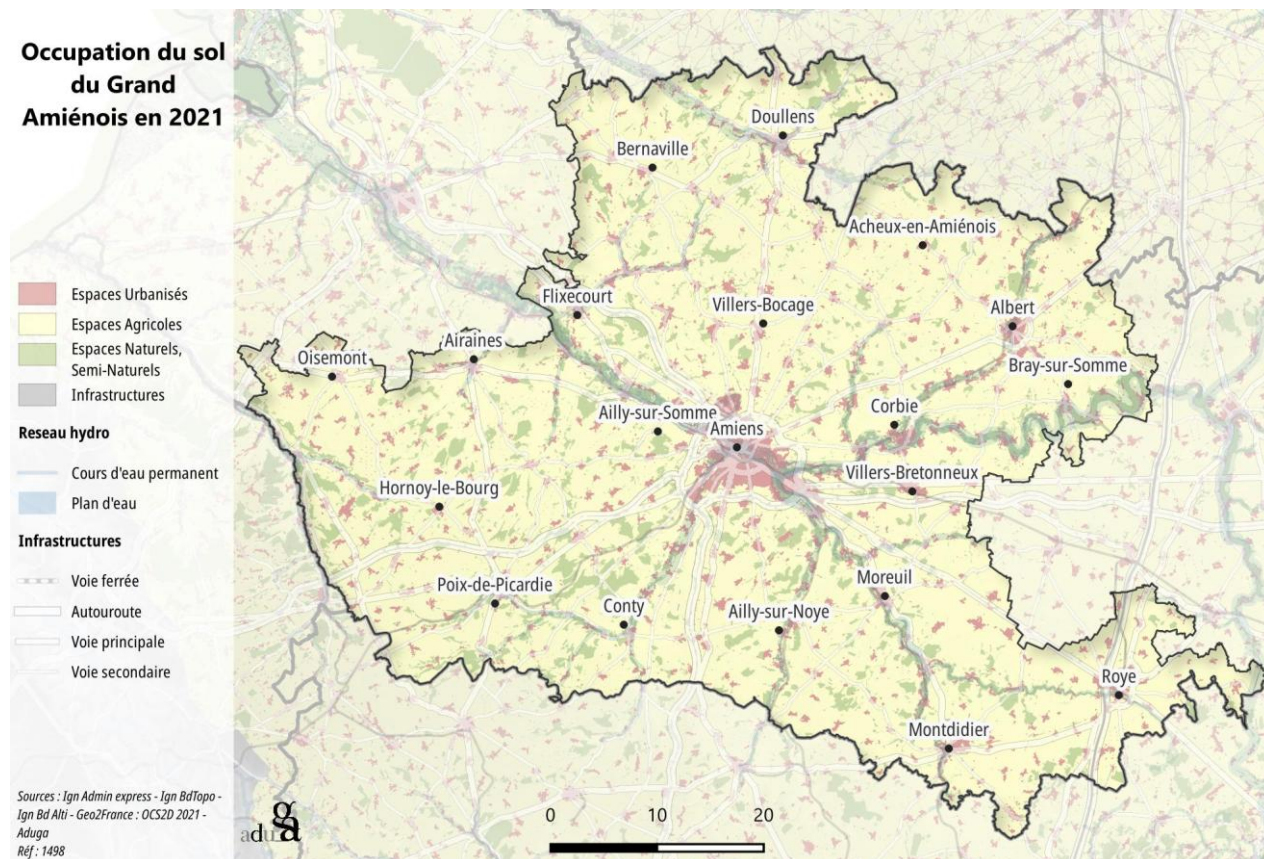 Occupation du sol
du Grand
Amiénois en 2021
Espaces Urbanisés
Espaces Agricoles
Espaces Naturels,
Semi-Naturels
Infrastructures
Reseau hydro
Cours d'eau permanent
Plan d'eau
Infrastructures
Voie ferrée
Autouroute
Voie principale
Voie secondaire
Sources : Ign Admin express - Ign BdTopo -
Ign Bd Alti - Geo2France : OCS2D 2021 -
Aduga
Réf : 1498
Doullens
Bernaville
Acheux-en-Amiénois
Flixecourt
Villers-Bocage
Albert
Airaines
Oisemont
Bray-sur-Somme
Ailly-sur-Somme
Corbie
Amiens
Villers-Bretonneux
Hornoy-le-Bourg
Moreuil
Poix-de-Picardie
Conty
Ailly-sur-Noye
Roye
Montdidier
aduga
0 10 20